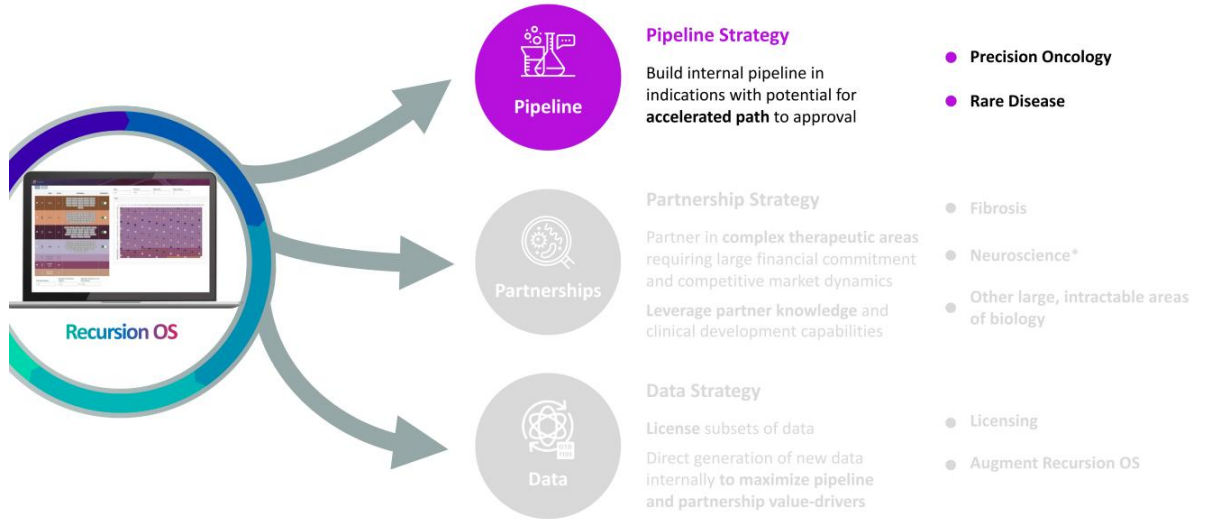 Pipeline Strategy
Build internal pipeline in
indications with potential for
accelerated path to approval
Precision Oncology
Rare Disease
Pipeline
Partnership Strategy
Partner in complex therapeutic areas
requiring large financial commitment
and competitive market dynamics
Leverage partner knowledge and
clinical development capabilities
Fibrosis
Neuroscience*
Other large, intractable areas
of biology
Partnerships
Recursion OS
Data Strategy
License subsets of data
Direct generation of new data
internally to maximize pipeline
and partnership value-drivers
Licensing
Augment Recursion OS
Data